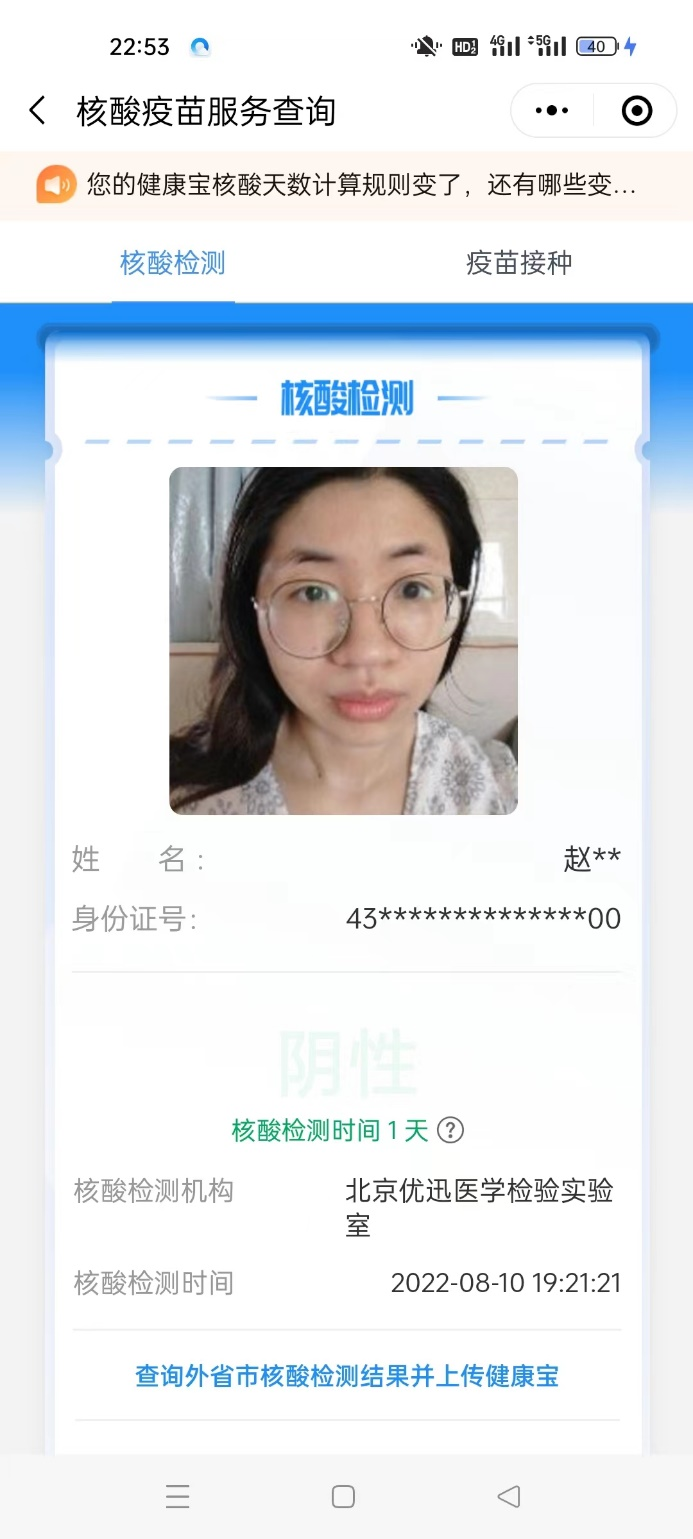 22:53
HD 4G 5G 40
核酸疫苗服务查询
您的健康宝核酸天数计算规则变了，还有哪些变...
核酸检测 疫苗接种
核酸检测
姓 名： 赵**
身份证号： 43**************00
阴性
核酸检测时间 1 天 ?
核酸检测机构 北京优迅医学检验实验
室
核酸检测时间 2022-08-10 19:21:21
查询外省市核酸检测结果并上传健康宝